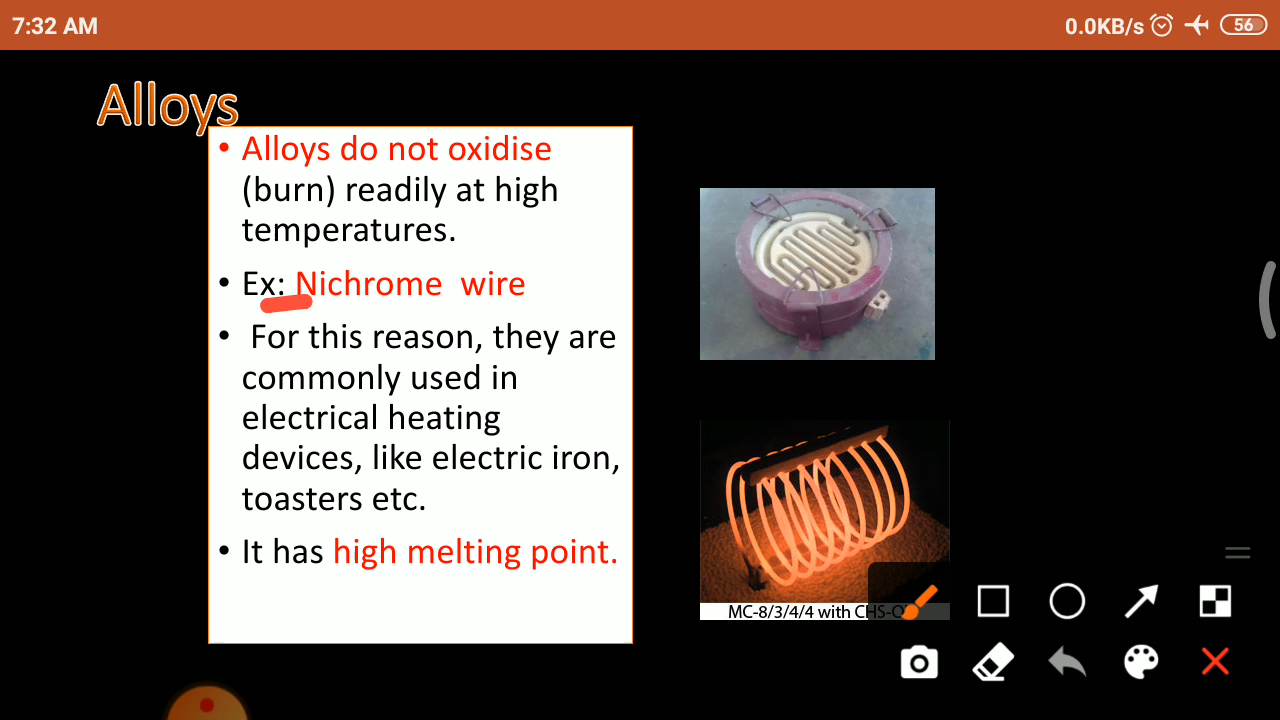 7:32 AM
0.0KB/s
56
Alloys
• Alloys do not oxidise
(burn) readily at high
temperatures.
• Ex: Nichrome wire
• For this reason, they are
commonly used in
electrical heating
devices, like electric iron,
toasters etc.
• It has high melting point.
MC-8/3/4/4 with CHS-